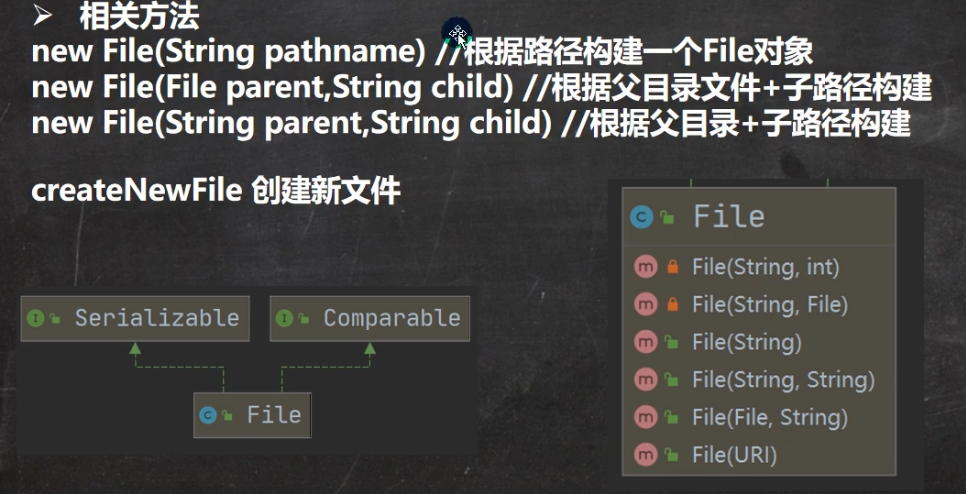 ➤ 相关方法
new File(String pathname) //根据路径构建一个File对象
new File(File parent,String child) //根据父目录文件+子路径构建
new File(String parent,String child) //根据父目录+子路径构建
createNewFile 创建新文件
I Serializable
I Comparable
C File
C File
m File(String, int)
m File(String, File)
m File(String)
m File(String, String)
m File(File, String)
m File(URI)